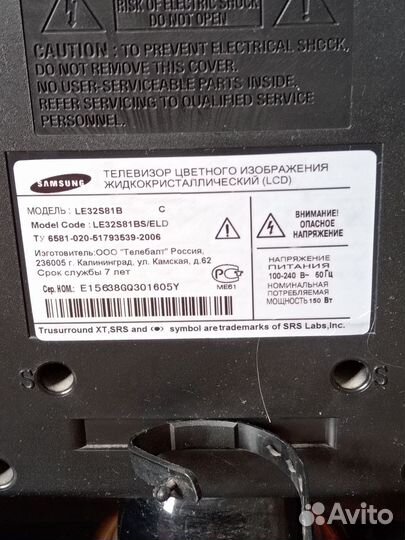 RISK OF ELECTRIC SHOCK
DO NOT OPEN
CAUTION : TO PREVENT ELECTRICAL SHOCK,
DO NOT REMOVE THIS COVER.
NO USER-SERVICEABLE PARTS INSIDE.
REFER SERVICING TO QUALIFIED SERVICE
PERSONNEL.
SAMSUNG
ТЕЛЕВИЗОР ЦВЕТНОГО ИЗОБРАЖЕНИЯ
ЖИДКОКРИСТАЛЛИЧЕСКИЙ (LCD)
МОДЕЛЬ : LE32S81B C
Model Code : LE32S81BS/ELD
ТУ 6581-020-51793539-2006
Изготовитель:ООО "Телебалт" Россия,
236005 г. Калининград, ул. Камская, д.62
Срок службы 7 лет
Сер. НОМ.: E15638GQ301605Y
МЕ61
ВНИМАНИЕ!
ОПАСНОЕ
НАПРЯЖЕНИЕ
НАПРЯЖЕНИЕ
ПИТАНИЯ
100-240 В~ 50 Гц
НОМИНАЛЬНАЯ
ПОТРЕБЛЯЕМАЯ
МОЩНОСТЬ 150 Вт
Trusurround XT,SRS and (●) symbol are trademarks of SRS Labs,Inc.
S S
Avito